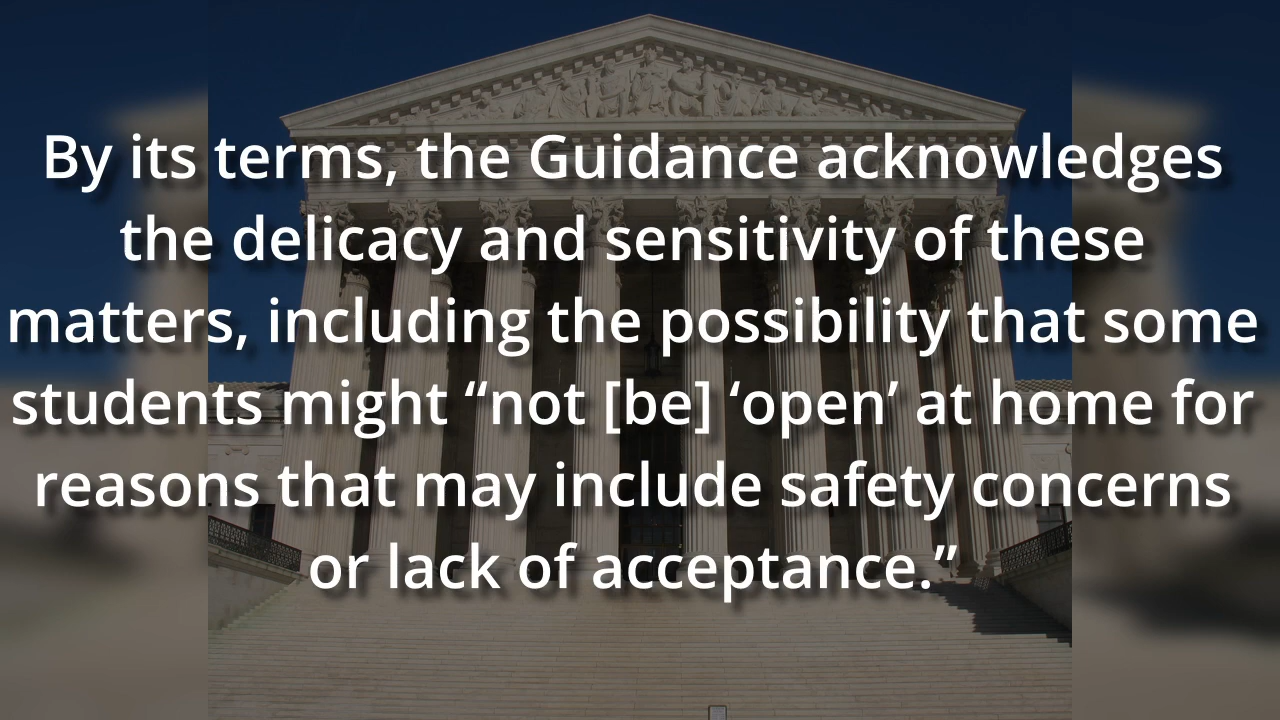 By its terms, the Guidance acknowledges
the delicacy and sensitivity of these
matters, including the possibility that some
students might “not [be] ‘open’ at home for
reasons that may include safety concerns
or lack of acceptance.”